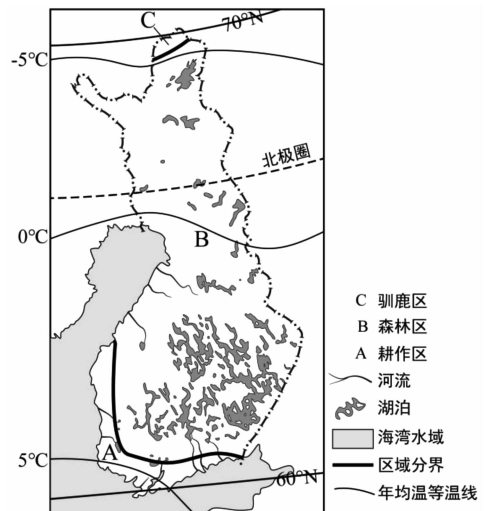 C
70°N
-5℃
北极圈
0℃
B
C 驯鹿区
B 森林区
A 耕作区
河流
湖泊
海湾水域
区域分界
年均温等温线
A
5℃
60°N